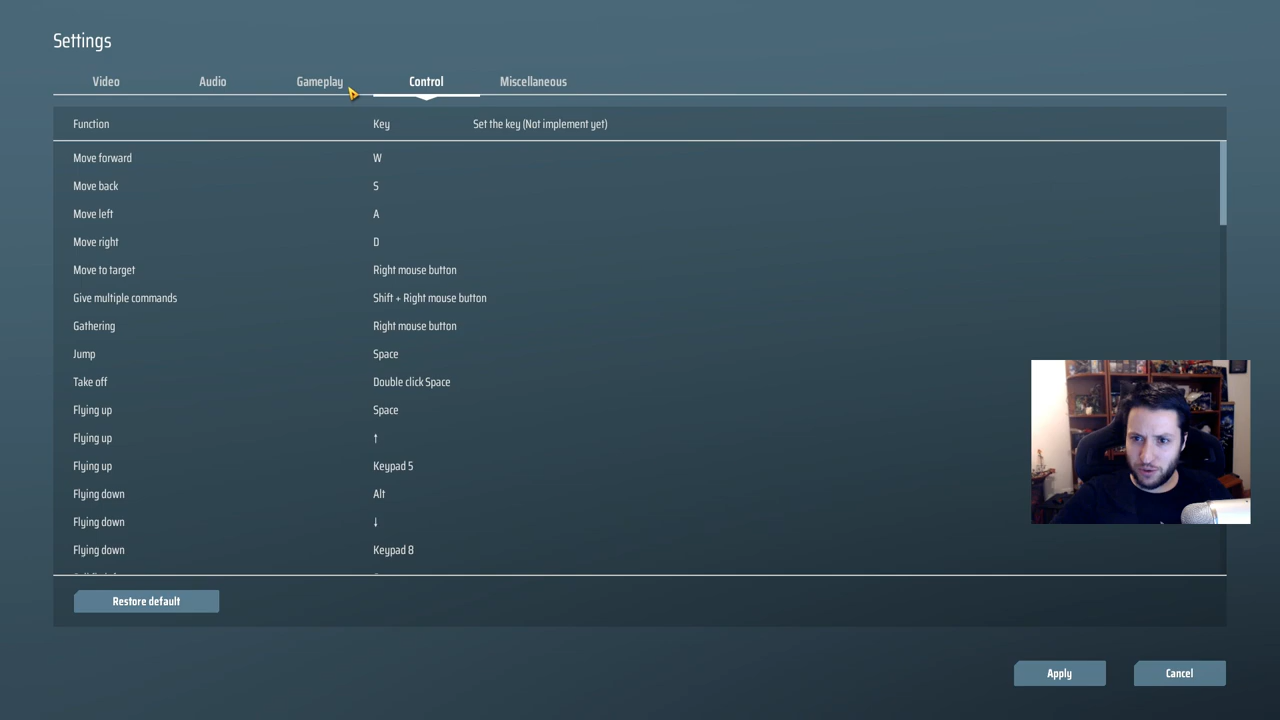 Settings
Video Audio Gameplay Control Miscellaneous
Function Key Set the key (Not implement yet)
Move forward W
Move back S
Move left A
Move right D
Move to target Right mouse button
Give multiple commands Shift + Right mouse button
Gathering Right mouse button
Jump Space
Take off Double click Space
Flying up Space
Flying up ↑
Flying up Keypad 5
Flying down Alt
Flying down ↓
Flying down Keypad 8
Restore default
Apply Cancel